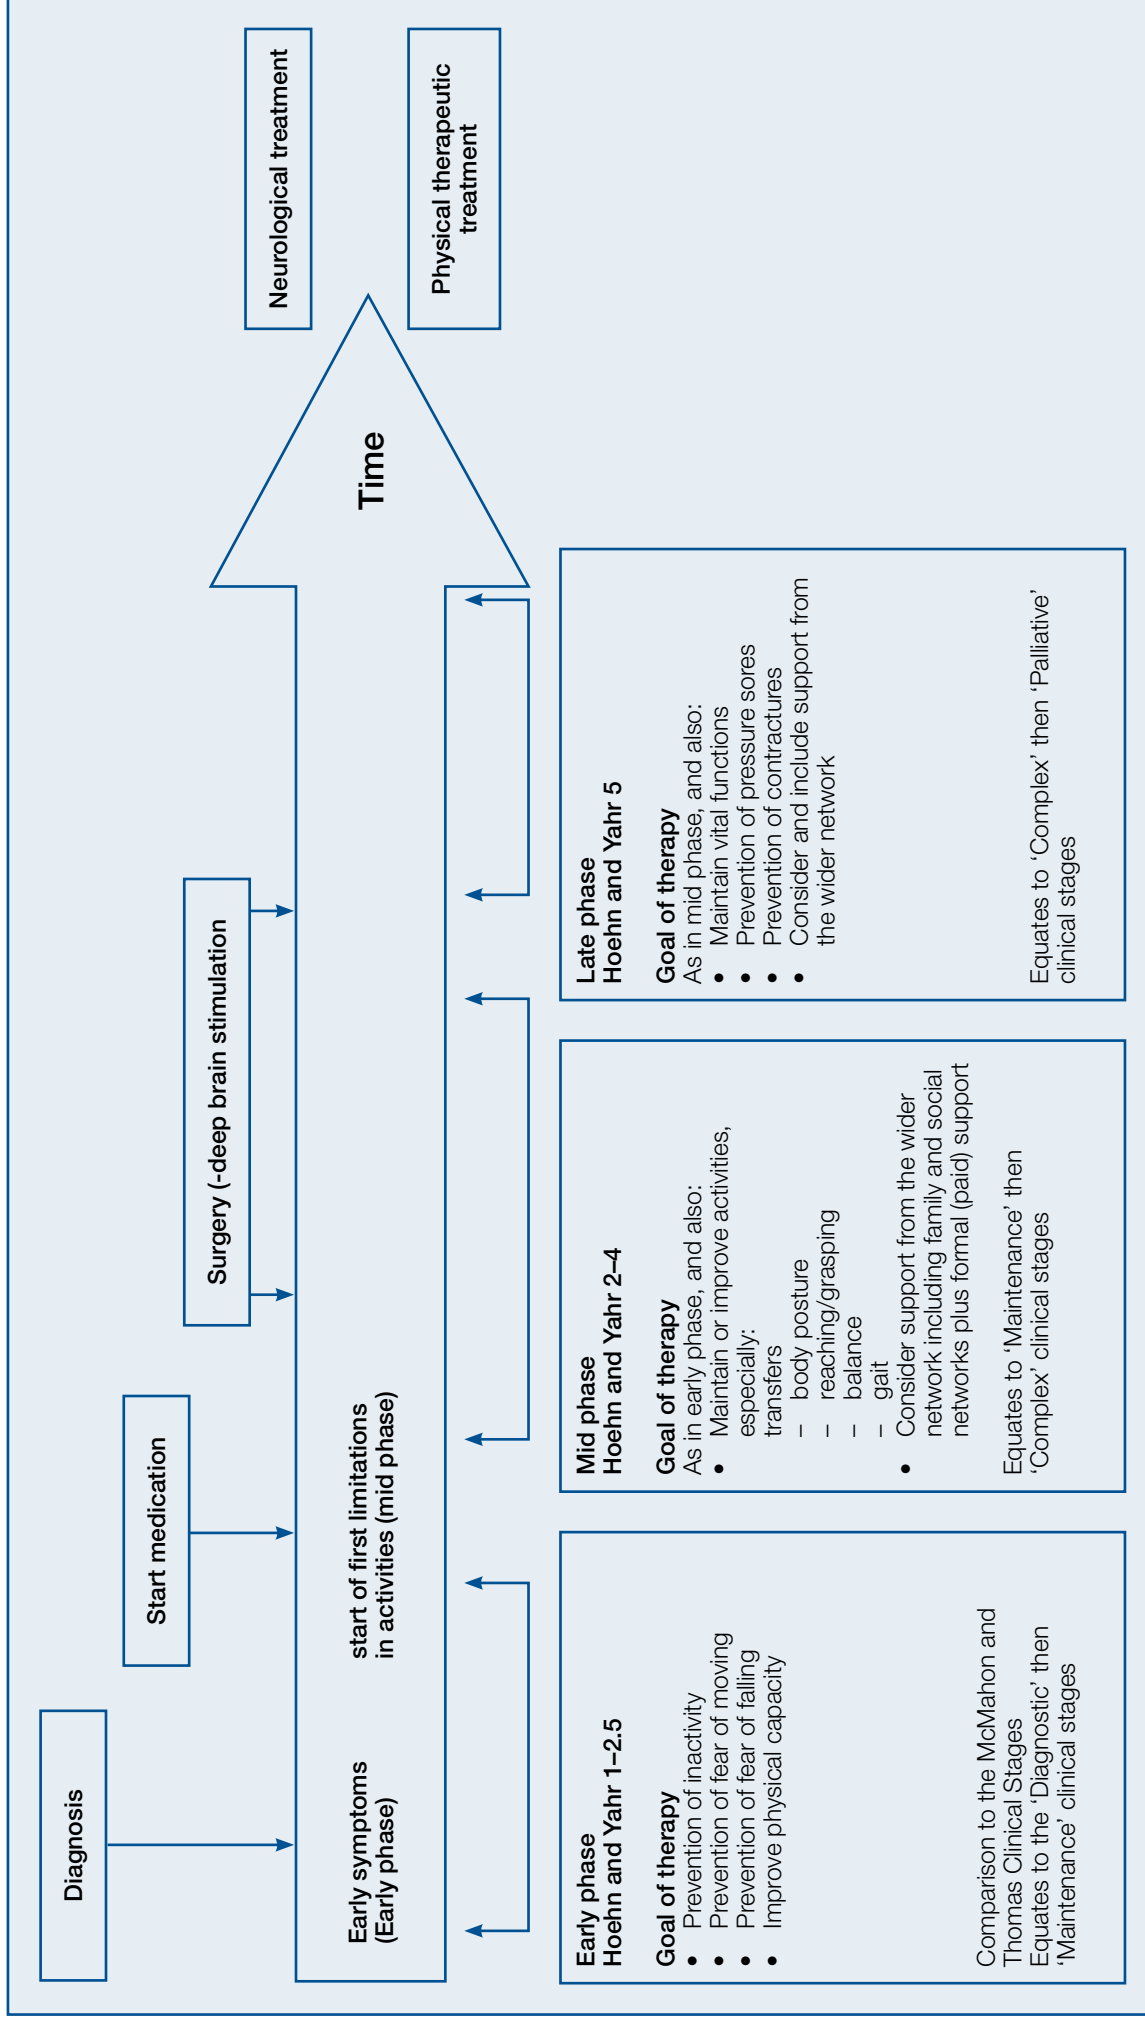 Diagnosis
Start medication
Surgery (-deep brain stimulation
Neurological treatment
Early symptoms
(Early phase)
start of first limitations
in activities (mid phase)
Time
Physical therapeutic
treatment
Early phase
Hoehn and Yahr 1–2.5
Goal of therapy
• Prevention of inactivity
• Prevention of fear of moving
• Prevention of fear of falling
• Improve physical capacity
Comparison to the McMahon and
Thomas Clinical Stages
Equates to the ‘Diagnostic’ then
‘Maintenance’ clinical stages
Mid phase
Hoehn and Yahr 2–4
Goal of therapy
As in early phase, and also:
• Maintain or improve activities,
especially:
transfers
– body posture
– reaching/grasping
– balance
– gait
• Consider support from the wider
network including family and social
networks plus formal (paid) support
Equates to ‘Maintenance’ then
‘Complex’ clinical stages
Late phase
Hoehn and Yahr 5
Goal of therapy
As in mid phase, and also:
• Maintain vital functions
• Prevention of pressure sores
• Prevention of contractures
• Consider and include support from
the wider network
Equates to ‘Complex’ then ‘Palliative’
clinical stages